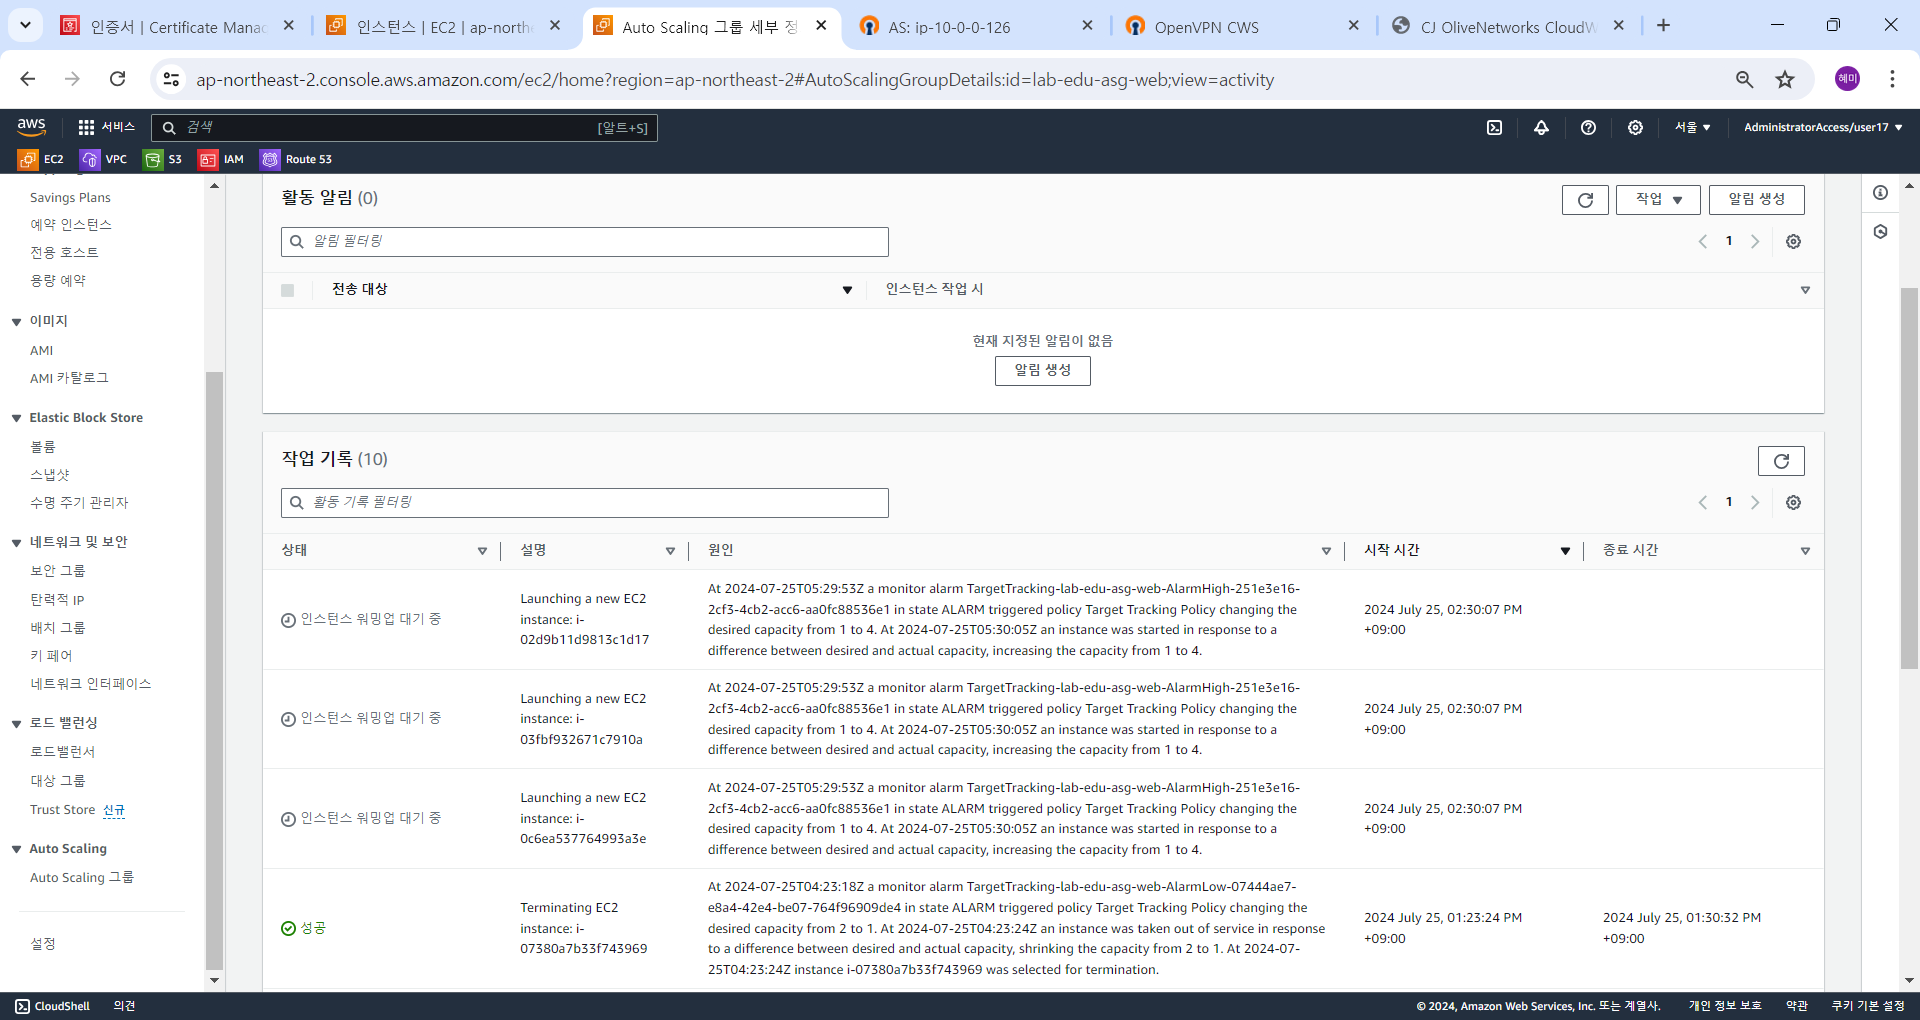 인증서 | Certificate Manac
인스턴스 | EC2 | ap-northe
Auto Scaling 그룹 세부 정
AS: ip-10-0-0-126
OpenVPN CWS
CJ OliveNetworks CloudW
ap-northeast-2.console.aws.amazon.com/ec2/home?region=ap-northeast-2#AutoScalingGroupDetails:id=lab-edu-asg-web;view=activity
혜미
aws
서비스
검색
[알트+S]
서울
AdministratorAccess/user17
EC2
VPC
S3
IAM
Route 53
Savings Plans
예약 인스턴스
전용 호스트
용량 예약
이미지
AMI
AMI 카탈로그
Elastic Block Store
볼륨
스냅샷
수명 주기 관리자
네트워크 및 보안
보안 그룹
탄력적 IP
배치 그룹
키 페어
네트워크 인터페이스
로드 밸런싱
로드밸런서
대상 그룹
Trust Store 신규
Auto Scaling
Auto Scaling 그룹
설정
활동 알림 (0)
작업
알림 생성
알림 필터링
1
전송 대상
인스턴스 작업 시
현재 지정된 알림이 없음
알림 생성
작업 기록 (10)
활동 기록 필터링
1
상태
설명
원인
시작 시간
종료 시간
인스턴스 워밍업 대기 중
Launching a new EC2
instance: i-
02d9b11d9813c1d17
At 2024-07-25T05:29:53Z a monitor alarm TargetTracking-lab-edu-asg-web-AlarmHigh-251e3e16-
2cf3-4cb2-acc6-aa0fc88536e1 in state ALARM triggered policy Target Tracking Policy changing the
desired capacity from 1 to 4. At 2024-07-25T05:30:05Z an instance was started in response to a
difference between desired and actual capacity, increasing the capacity from 1 to 4.
2024 July 25, 02:30:07 PM
+09:00
인스턴스 워밍업 대기 중
Launching a new EC2
instance: i-
03fbf932671c7910a
At 2024-07-25T05:29:53Z a monitor alarm TargetTracking-lab-edu-asg-web-AlarmHigh-251e3e16-
2cf3-4cb2-acc6-aa0fc88536e1 in state ALARM triggered policy Target Tracking Policy changing the
desired capacity from 1 to 4. At 2024-07-25T05:30:05Z an instance was started in response to a
difference between desired and actual capacity, increasing the capacity from 1 to 4.
2024 July 25, 02:30:07 PM
+09:00
인스턴스 워밍업 대기 중
Launching a new EC2
instance: i-
0c6ea537764993a3e
At 2024-07-25T05:29:53Z a monitor alarm TargetTracking-lab-edu-asg-web-AlarmHigh-251e3e16-
2cf3-4cb2-acc6-aa0fc88536e1 in state ALARM triggered policy Target Tracking Policy changing the
desired capacity from 1 to 4. At 2024-07-25T05:30:05Z an instance was started in response to a
difference between desired and actual capacity, increasing the capacity from 1 to 4.
2024 July 25, 02:30:07 PM
+09:00
성공
Terminating EC2
instance: i-
07380a7b33f743969
At 2024-07-25T04:23:18Z a monitor alarm TargetTracking-lab-edu-asg-web-AlarmLow-07444ae7-
e8a4-42e4-be07-764f96909de4 in state ALARM triggered policy Target Tracking Policy changing the
desired capacity from 2 to 1. At 2024-07-25T04:23:24Z an instance was taken out of service in response
to a difference between desired and actual capacity, shrinking the capacity from 2 to 1. At 2024-07-
25T04:23:24Z instance i-07380a7b33f743969 was selected for termination.
2024 July 25, 01:23:24 PM
+09:00
2024 July 25, 01:30:32 PM
+09:00
CloudShell
의견
© 2024, Amazon Web Services, Inc. 또는 계열사.
개인 정보 보호
약관
쿠키 기본 설정